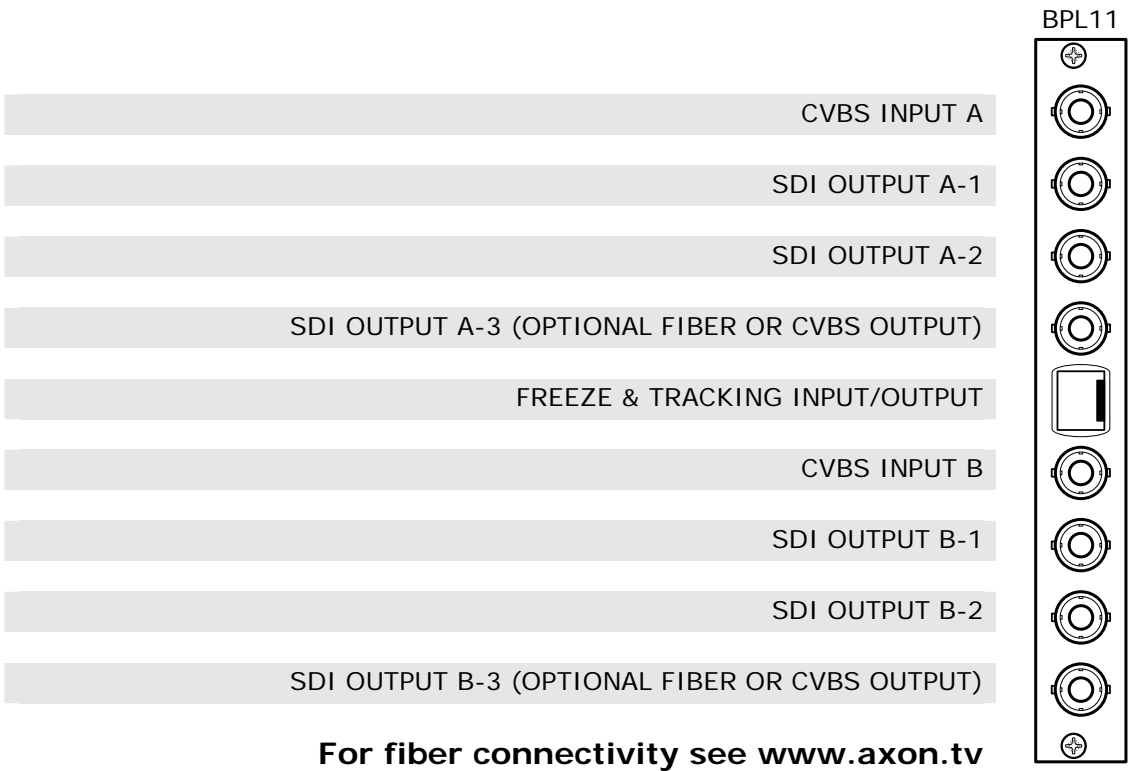 BPL11
CVBS INPUT A
SDI OUTPUT A-1
SDI OUTPUT A-2
SDI OUTPUT A-3 (OPTIONAL FIBER OR CVBS OUTPUT)
FREEZE & TRACKING INPUT/OUTPUT
CVBS INPUT B
SDI OUTPUT B-1
SDI OUTPUT B-2
SDI OUTPUT B-3 (OPTIONAL FIBER OR CVBS OUTPUT)
For fiber connectivity see www.axon.tv